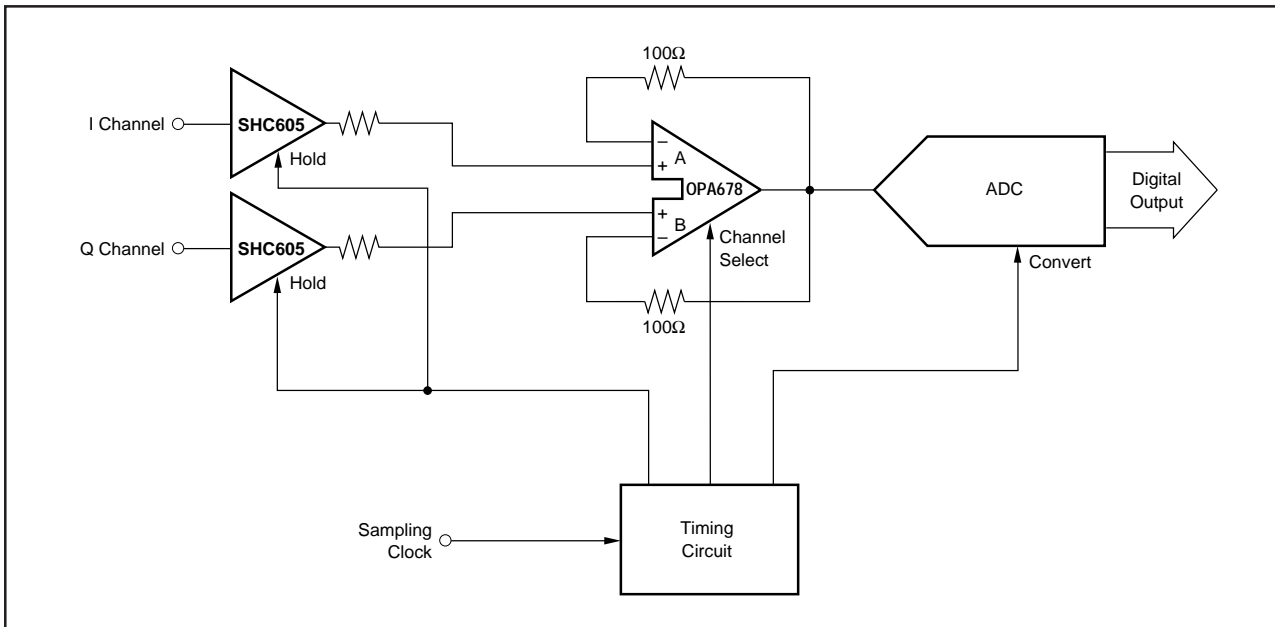 100Ω
I Channel
SHC605
Hold
−
A
+
OPA678
+
B
−
Q Channel
SHC605
Hold
100Ω
Channel
Select
ADC
Digital
Output
Convert
Sampling
Clock
Timing
Circuit